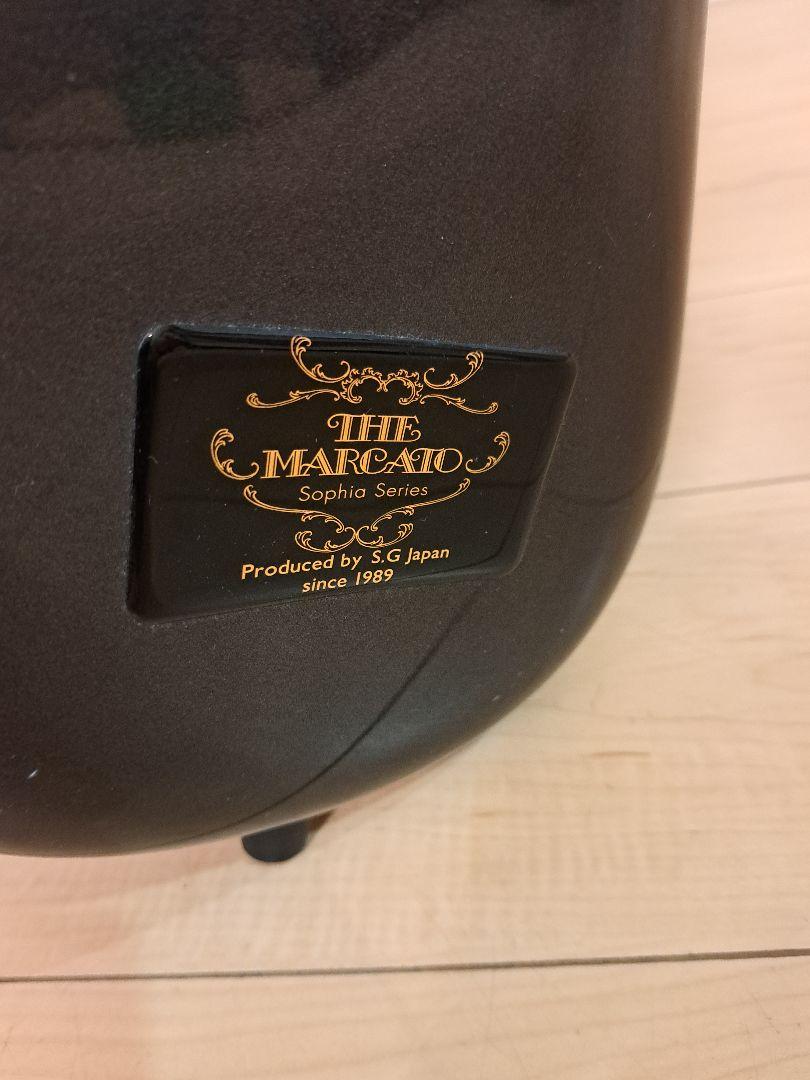 THE
MARCATO
Sophia Series
Produced by S.G Japan
since 1989